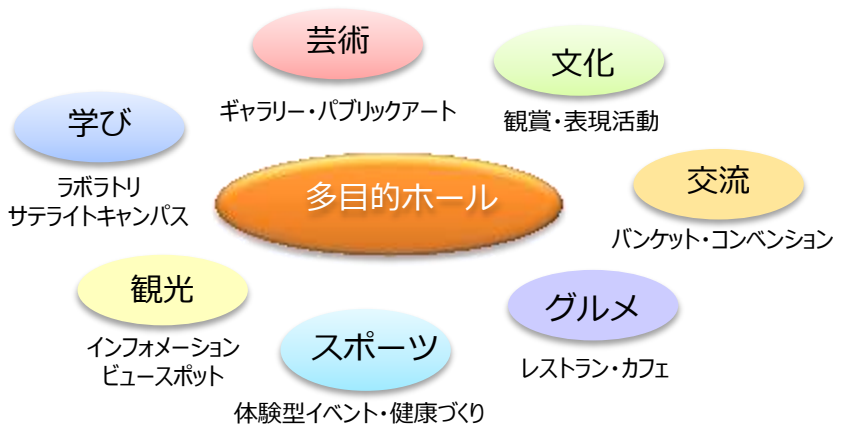 芸術
ギャラリー・パブリックアート
文化
観賞・表現活動
学び
ラボラトリ
サテライトキャンパス
多目的ホール
交流
バンケット・コンベンション
観光
インフォメーション
ビュースポット
スポーツ
体験型イベント・健康づくり
グルメ
レストラン・カフェ